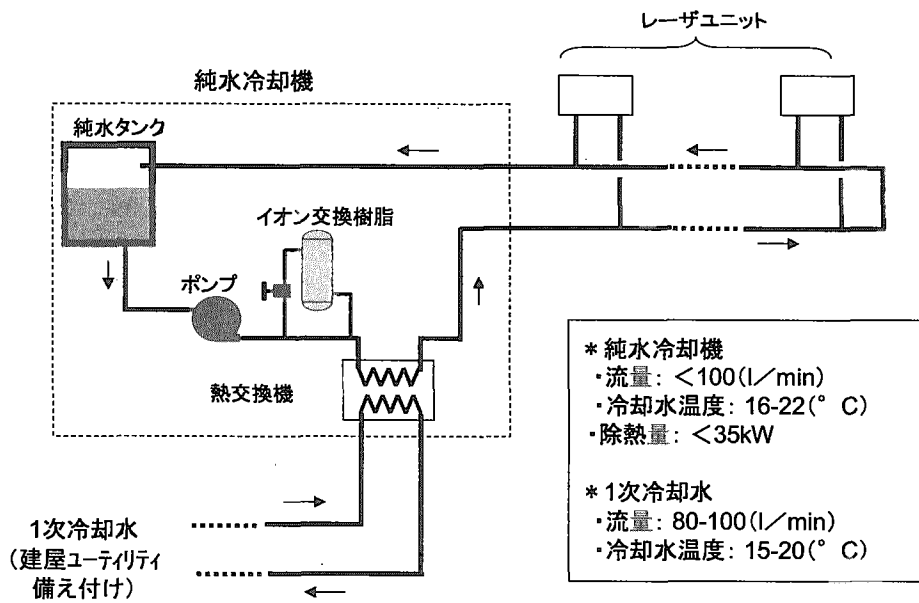 レーザユニット
純水冷却機
純水タンク
イオン交換樹脂
ポンプ
熱交換機
1次冷却水
(建屋ユーティリティ
備え付け)
＊純水冷却機
・流量: ＜100(l／min)
・冷却水温度: 16-22(° C)
・除熱量: ＜35kW
＊1次冷却水
・流量: 80-100(l／min)
・冷却水温度: 15-20(° C)